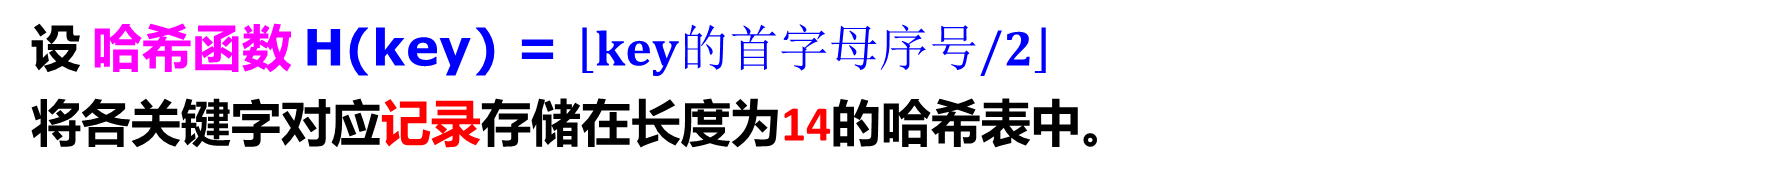 设 哈希函数 H(key) = ⌊key的首字母序号/2⌋
将各关键字对应记录存储在长度为14的哈希表中。